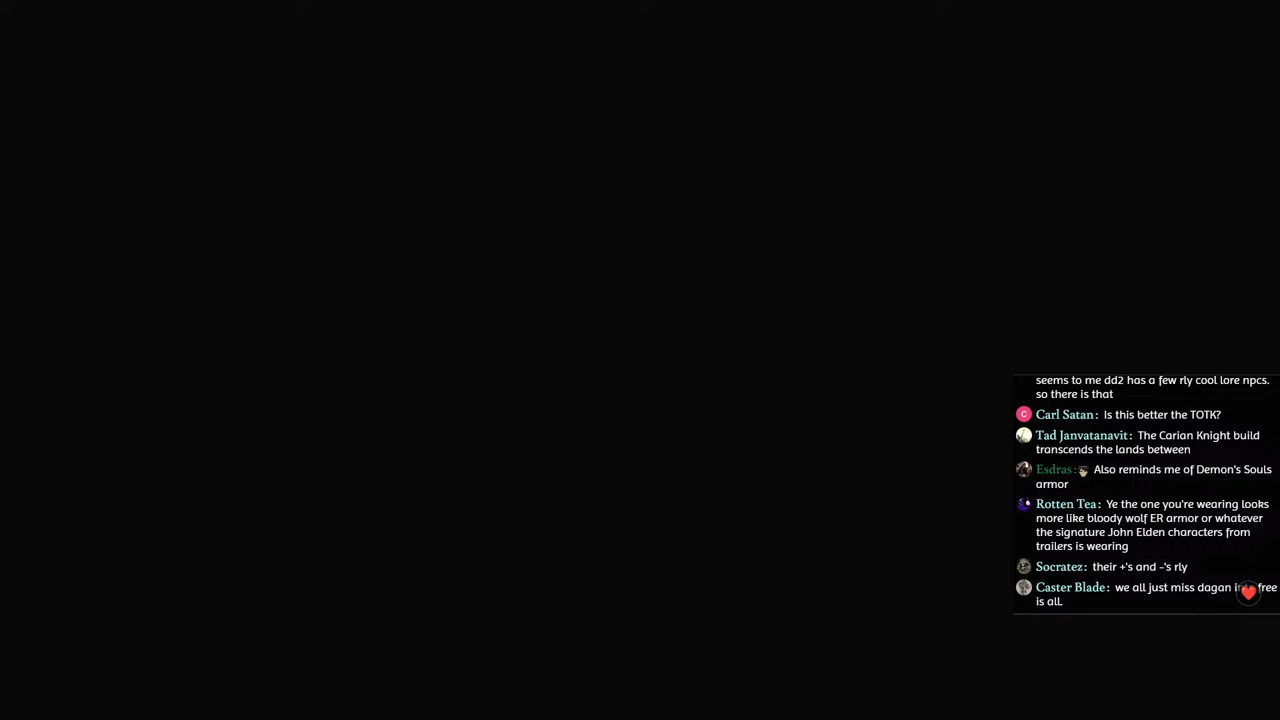 seems to me dd2 has a few rly cool lore npcs.
so there is that
Carl Satan: Is this better the TOTK?
Tad Janvatanavit: The Carian Knight build
transcends the lands between
Esdras: Also reminds me of Demon's Souls
armor
Rotten Tea: Ye the one you're wearing looks
more like bloody wolf ER armor or whatever
the signature John Elden characters from
trailers is wearing
Socratez: their +'s and -'s rly
Caster Blade: we all just miss dagan free
is all.